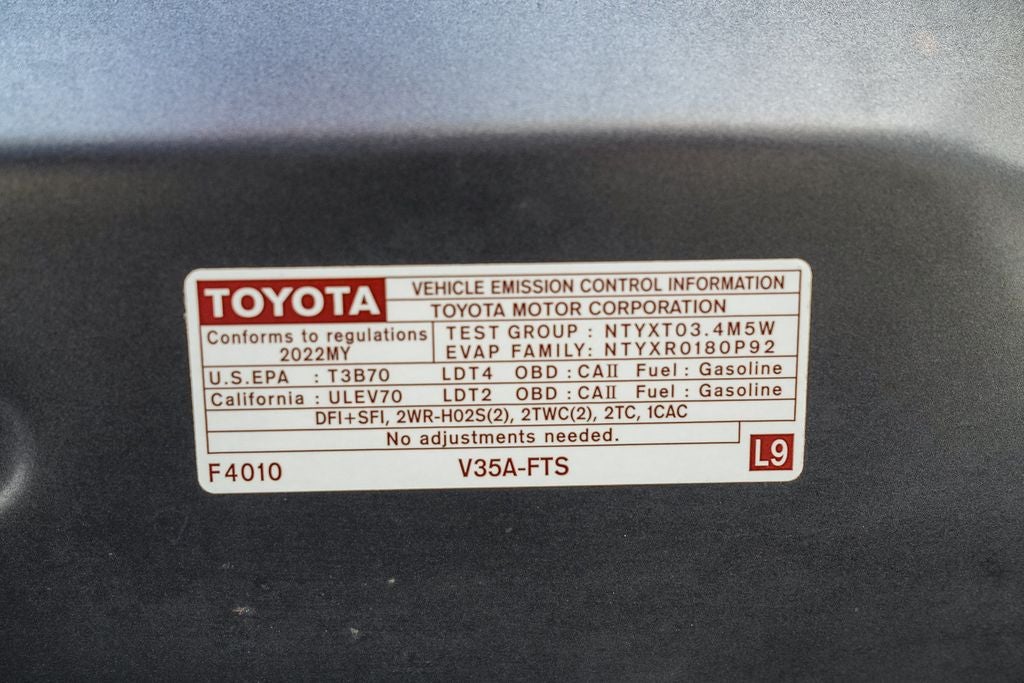 TOYOTA
VEHICLE EMISSION CONTROL INFORMATION
TOYOTA MOTOR CORPORATION
Conforms to regulations
2022MY
TEST GROUP : NTYXT03.4M5W
EVAP FAMILY: NTYXR0180P92
U.S.EPA : T3B70 LDT4 OBD : CAII Fuel : Gasoline
California : ULEV70 LDT2 OBD : CAII Fuel : Gasoline
DFI+SFI, 2WR-HO2S(2), 2TWC(2), 2TC, 1CAC
No adjustments needed.
F4010 V35A-FTS L9